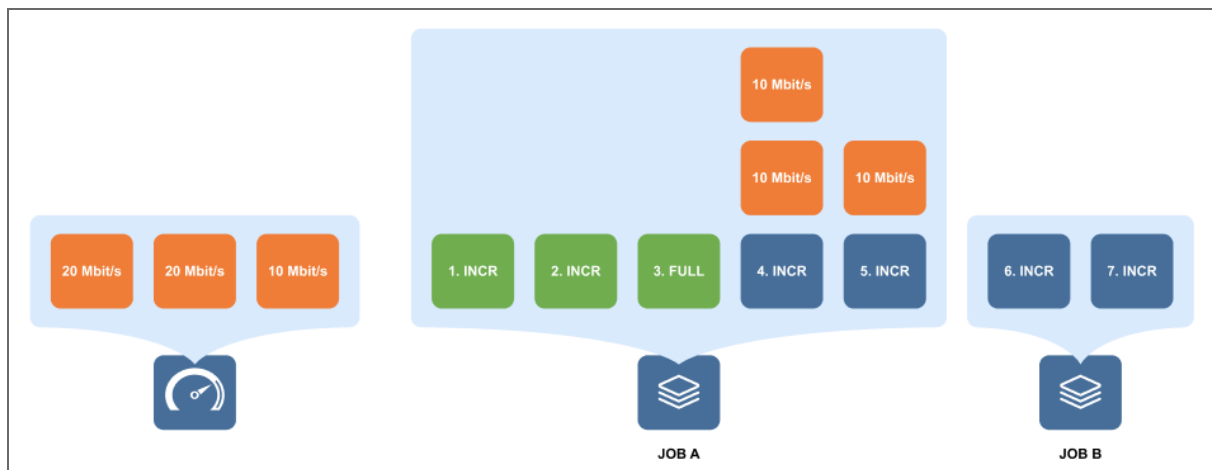 10 Mbit/s
10 Mbit/s 10 Mbit/s
20 Mbit/s 20 Mbit/s 10 Mbit/s 1. INCR 2. INCR 3. FULL 4. INCR 5. INCR 6. INCR 7. INCR
JOB A JOB B